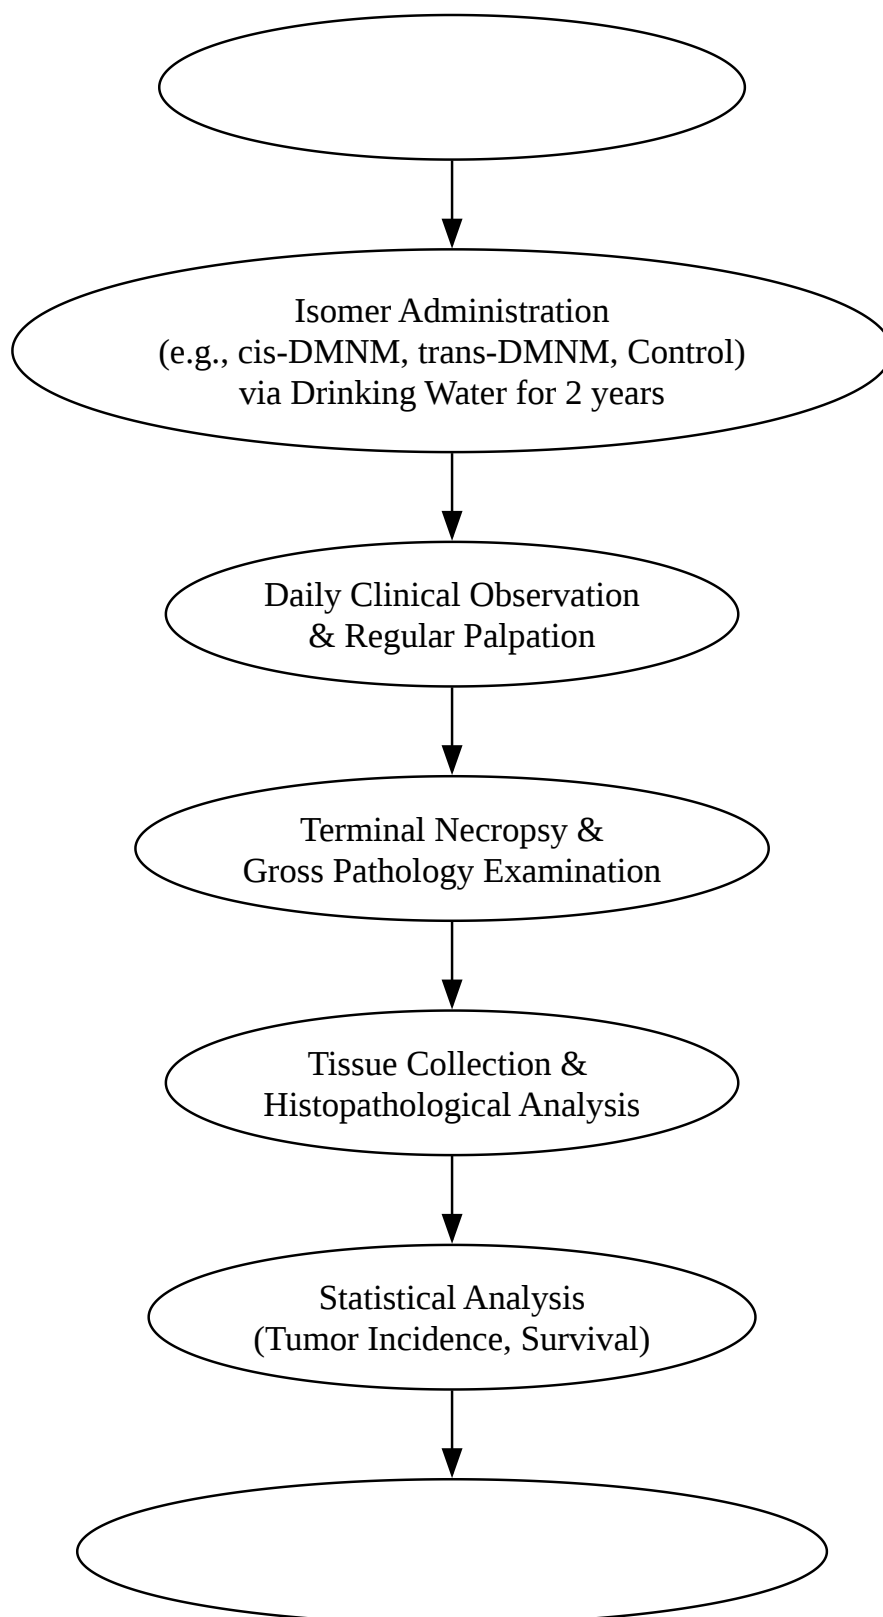 Isomer Administration
(e.g., cis-DMNM, trans-DMNM, Control)
via Drinking Water for 2 years
Daily Clinical Observation
& Regular Palpation
Terminal Necropsy &
Gross Pathology Examination
Tissue Collection &
Histopathological Analysis
Statistical Analysis
(Tumor Incidence, Survival)